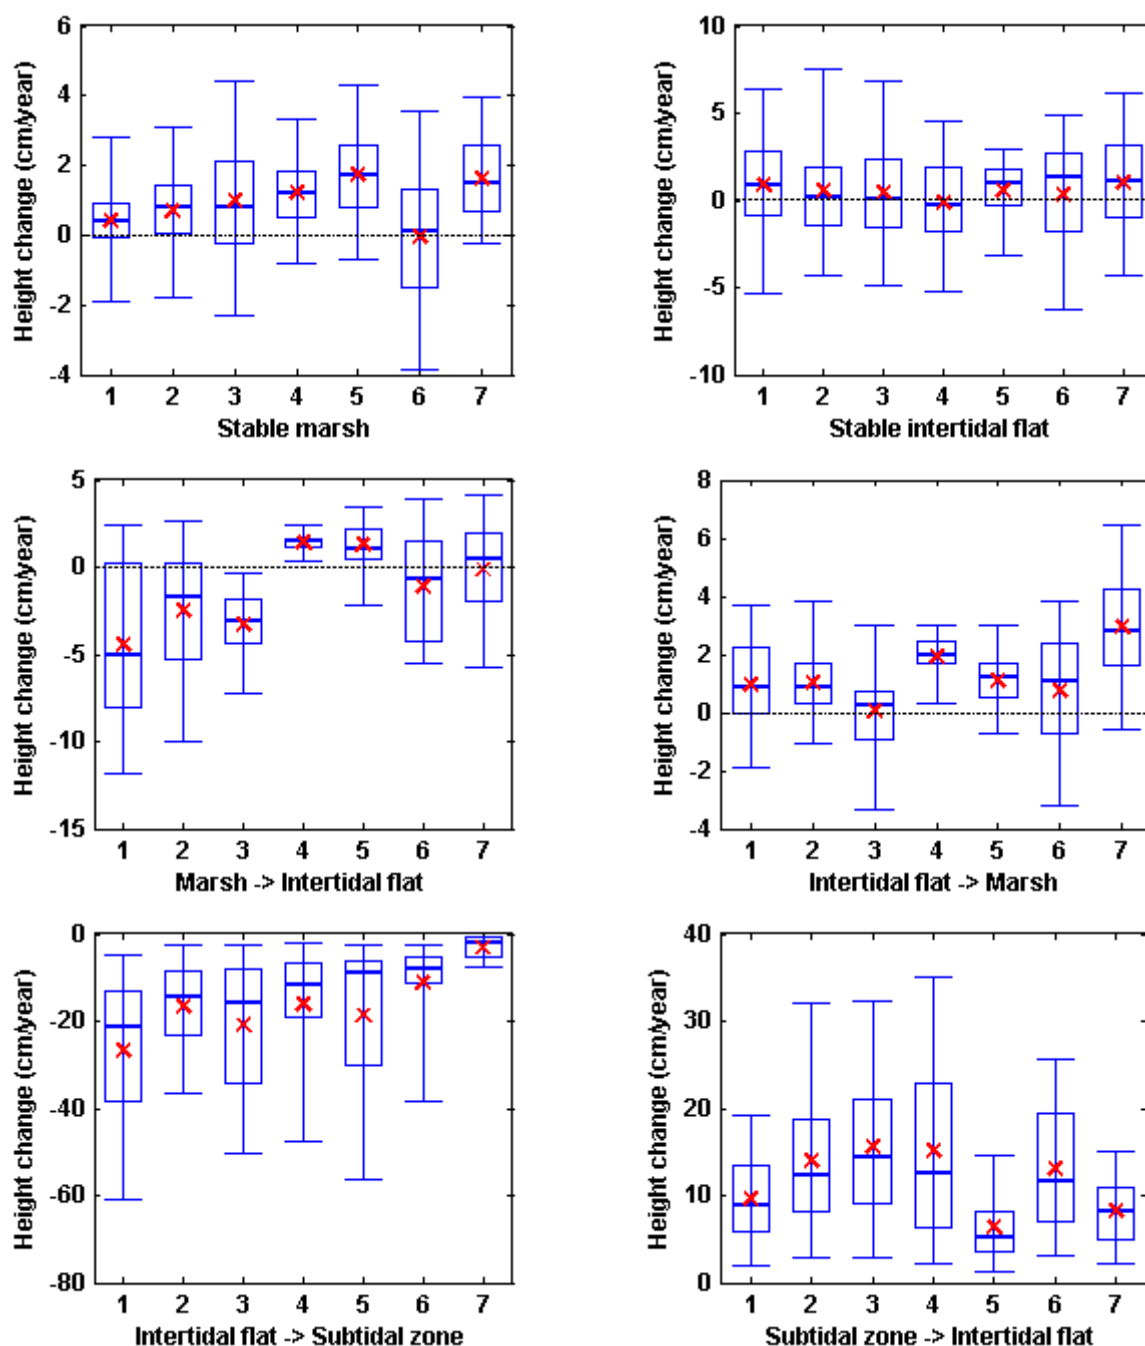 Height change (cm/year)
6
4
2
0
-2
-4
1 2 3 4 5 6 7
Stable marsh
Height change (cm/year)
10
5
0
-5
-10
1 2 3 4 5 6 7
Stable intertidal flat
Height change (cm/year)
5
0
-5
-10
-15
1 2 3 4 5 6 7
Marsh -> Intertidal flat
Height change (cm/year)
8
6
4
2
0
-2
-4
1 2 3 4 5 6 7
Intertidal flat -> Marsh
Height change (cm/year)
0
-20
-40
-60
-80
1 2 3 4 5 6 7
Intertidal flat -> Subtidal zone
Height change (cm/year)
40
30
20
10
0
1 2 3 4 5 6 7
Subtidal zone -> Intertidal flat